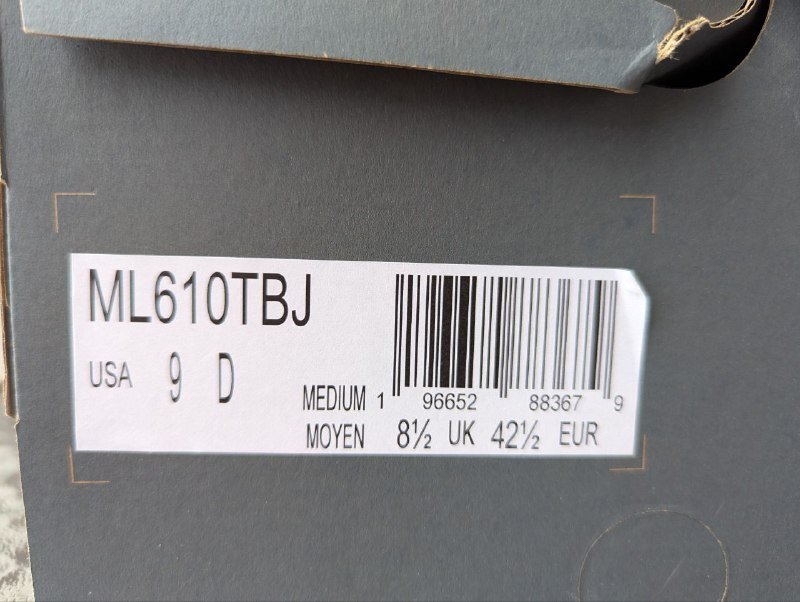 ML610TBJ
USA 9 D
MEDIUM 1 96652 88367 9
MOYEN 8½ UK 42½ EUR